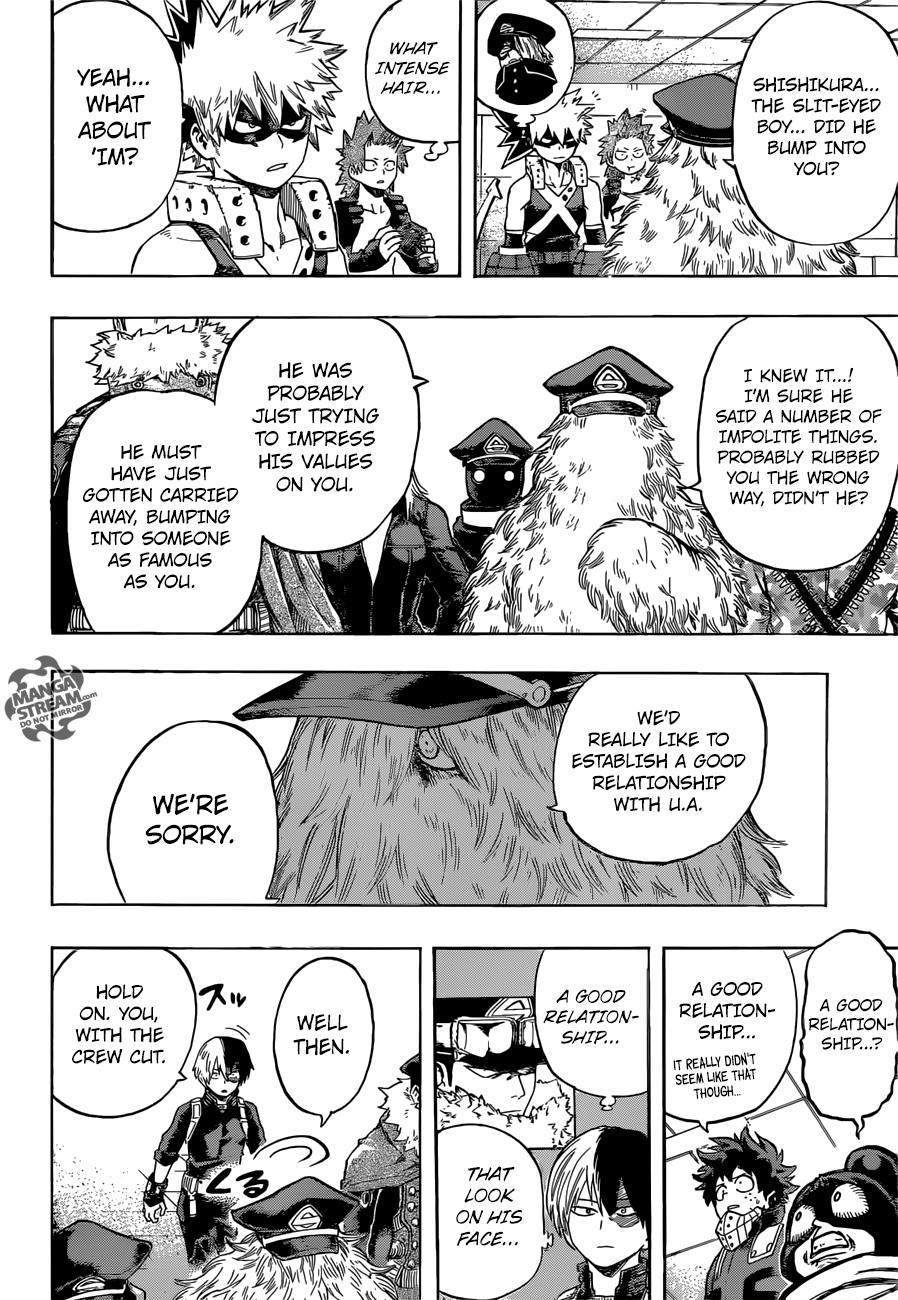 SHISHIKURA...
THE SLIT-EYED
BOY... DID HE
BUMP INTO
YOU?
WHAT
INTENSE
HAIR...
YEAH...
WHAT
ABOUT
'IM?
I KNEW IT...!
I'M SURE HE
SAID A NUMBER OF
IMPOLITE THINGS.
PROBABLY RUBBED
YOU THE WRONG
WAY, DIDN'T HE?
HE WAS
PROBABLY
JUST TRYING
TO IMPRESS
HIS VALUES
ON YOU.
HE MUST
HAVE JUST
GOTTEN CARRIED
AWAY, BUMPING
INTO SOMEONE
AS FAMOUS
AS YOU.
MANGA
STREAM.com
DO NOT MIRROR
WE'D
REALLY LIKE TO
ESTABLISH A GOOD
RELATIONSHIP
WITH U.A.
WE'RE
SORRY.
A GOOD
RELATION-
SHIP...?
A GOOD
RELATION-
SHIP...
IT REALLY DIDN'T
SEEM LIKE THAT
THOUGH...
A GOOD
RELATION-
SHIP...
THAT
LOOK
ON HIS
FACE...
WELL
THEN.
スッ
HOLD
ON. YOU,
WITH THE
CREW CUT.
くる